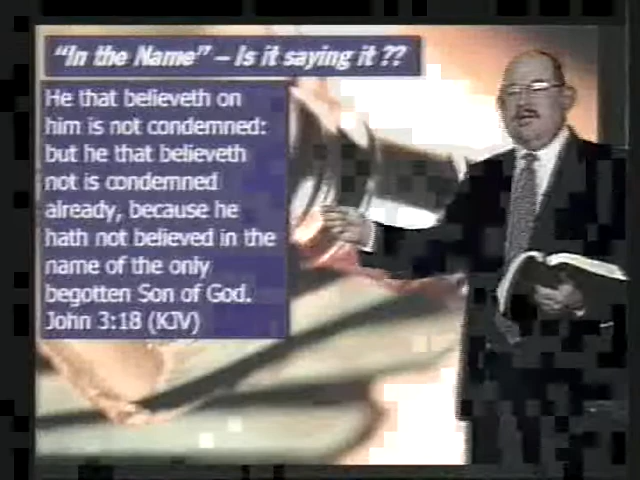 "In the Name" – Is it saying it ??
He that believeth on
him is not condemned:
but he that believeth
not is condemned
already, because he
hath not believed in the
name of the only
begotten Son of God.
John 3:18 (KJV)